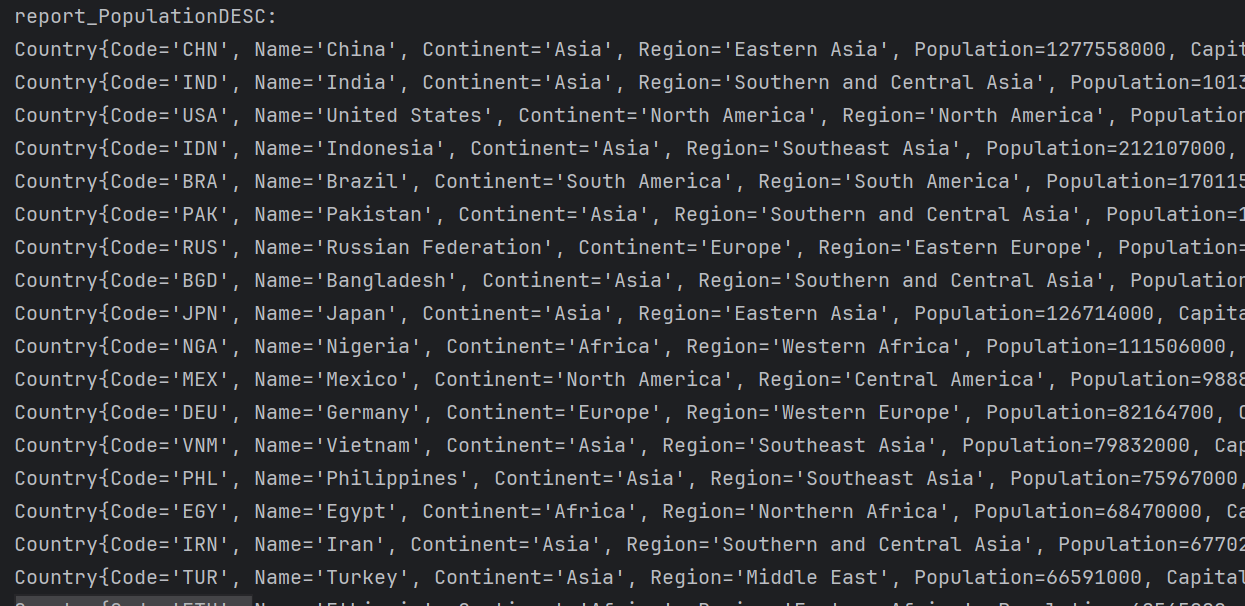 report_PopulationDESC:
Country{Code='CHN', Name='China', Continent='Asia', Region='Eastern Asia', Population=1277558000, Capit
Country{Code='IND', Name='India', Continent='Asia', Region='Southern and Central Asia', Population=1013
Country{Code='USA', Name='United States', Continent='North America', Region='North America', Population
Country{Code='IDN', Name='Indonesia', Continent='Asia', Region='Southeast Asia', Population=212107000,
Country{Code='BRA', Name='Brazil', Continent='South America', Region='South America', Population=170115
Country{Code='PAK', Name='Pakistan', Continent='Asia', Region='Southern and Central Asia', Population=1
Country{Code='RUS', Name='Russian Federation', Continent='Europe', Region='Eastern Europe', Population=
Country{Code='BGD', Name='Bangladesh', Continent='Asia', Region='Southern and Central Asia', Population
Country{Code='JPN', Name='Japan', Continent='Asia', Region='Eastern Asia', Population=126714000, Capita
Country{Code='NGA', Name='Nigeria', Continent='Africa', Region='Western Africa', Population=111506000,
Country{Code='MEX', Name='Mexico', Continent='North America', Region='Central America', Population=9888
Country{Code='DEU', Name='Germany', Continent='Europe', Region='Western Europe', Population=82164700, C
Country{Code='VNM', Name='Vietnam', Continent='Asia', Region='Southeast Asia', Population=79832000, Cap
Country{Code='PHL', Name='Philippines', Continent='Asia', Region='Southeast Asia', Population=75967000,
Country{Code='EGY', Name='Egypt', Continent='Africa', Region='Northern Africa', Population=68470000, Ca
Country{Code='IRN', Name='Iran', Continent='Asia', Region='Southern and Central Asia', Population=67702
Country{Code='TUR', Name='Turkey', Continent='Asia', Region='Middle East', Population=66591000, Capital